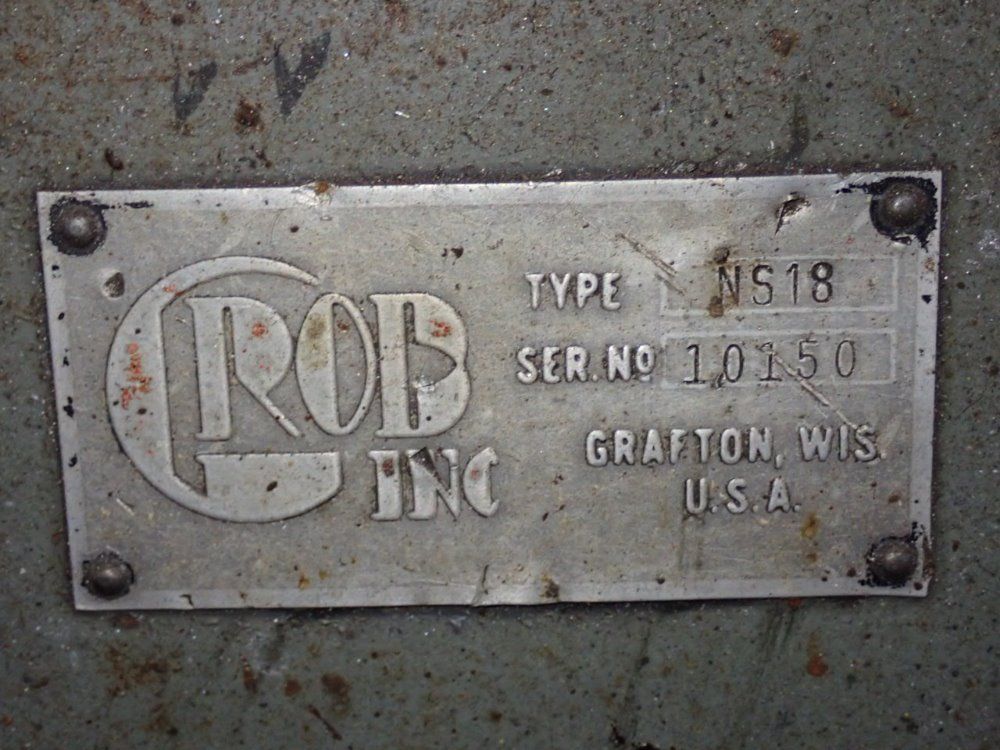 GROB
INC
TYPE NS18
SER. NO 10150
GRAFTON, WIS.
U.S.A.